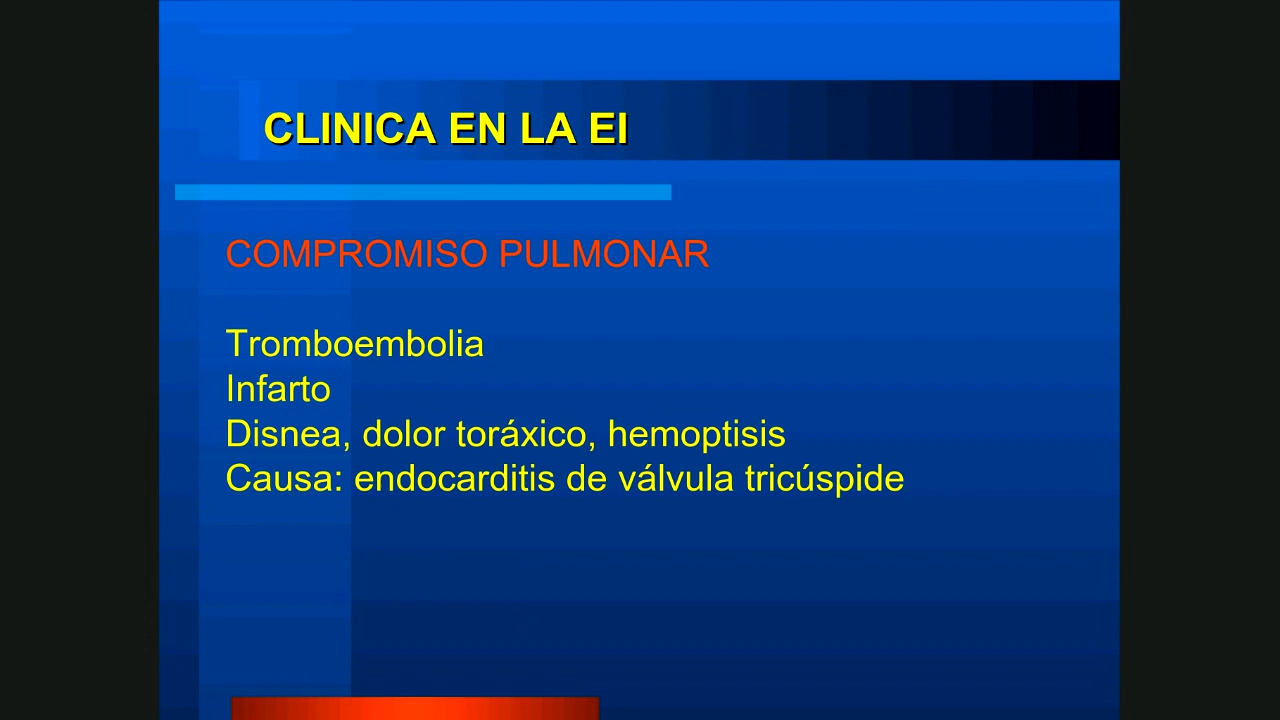 CLINICA EN LA EI
COMPROMISO PULMONAR
Tromboembolia
Infarto
Disnea, dolor toráxico, hemoptisis
Causa: endocarditis de válvula tricúspide